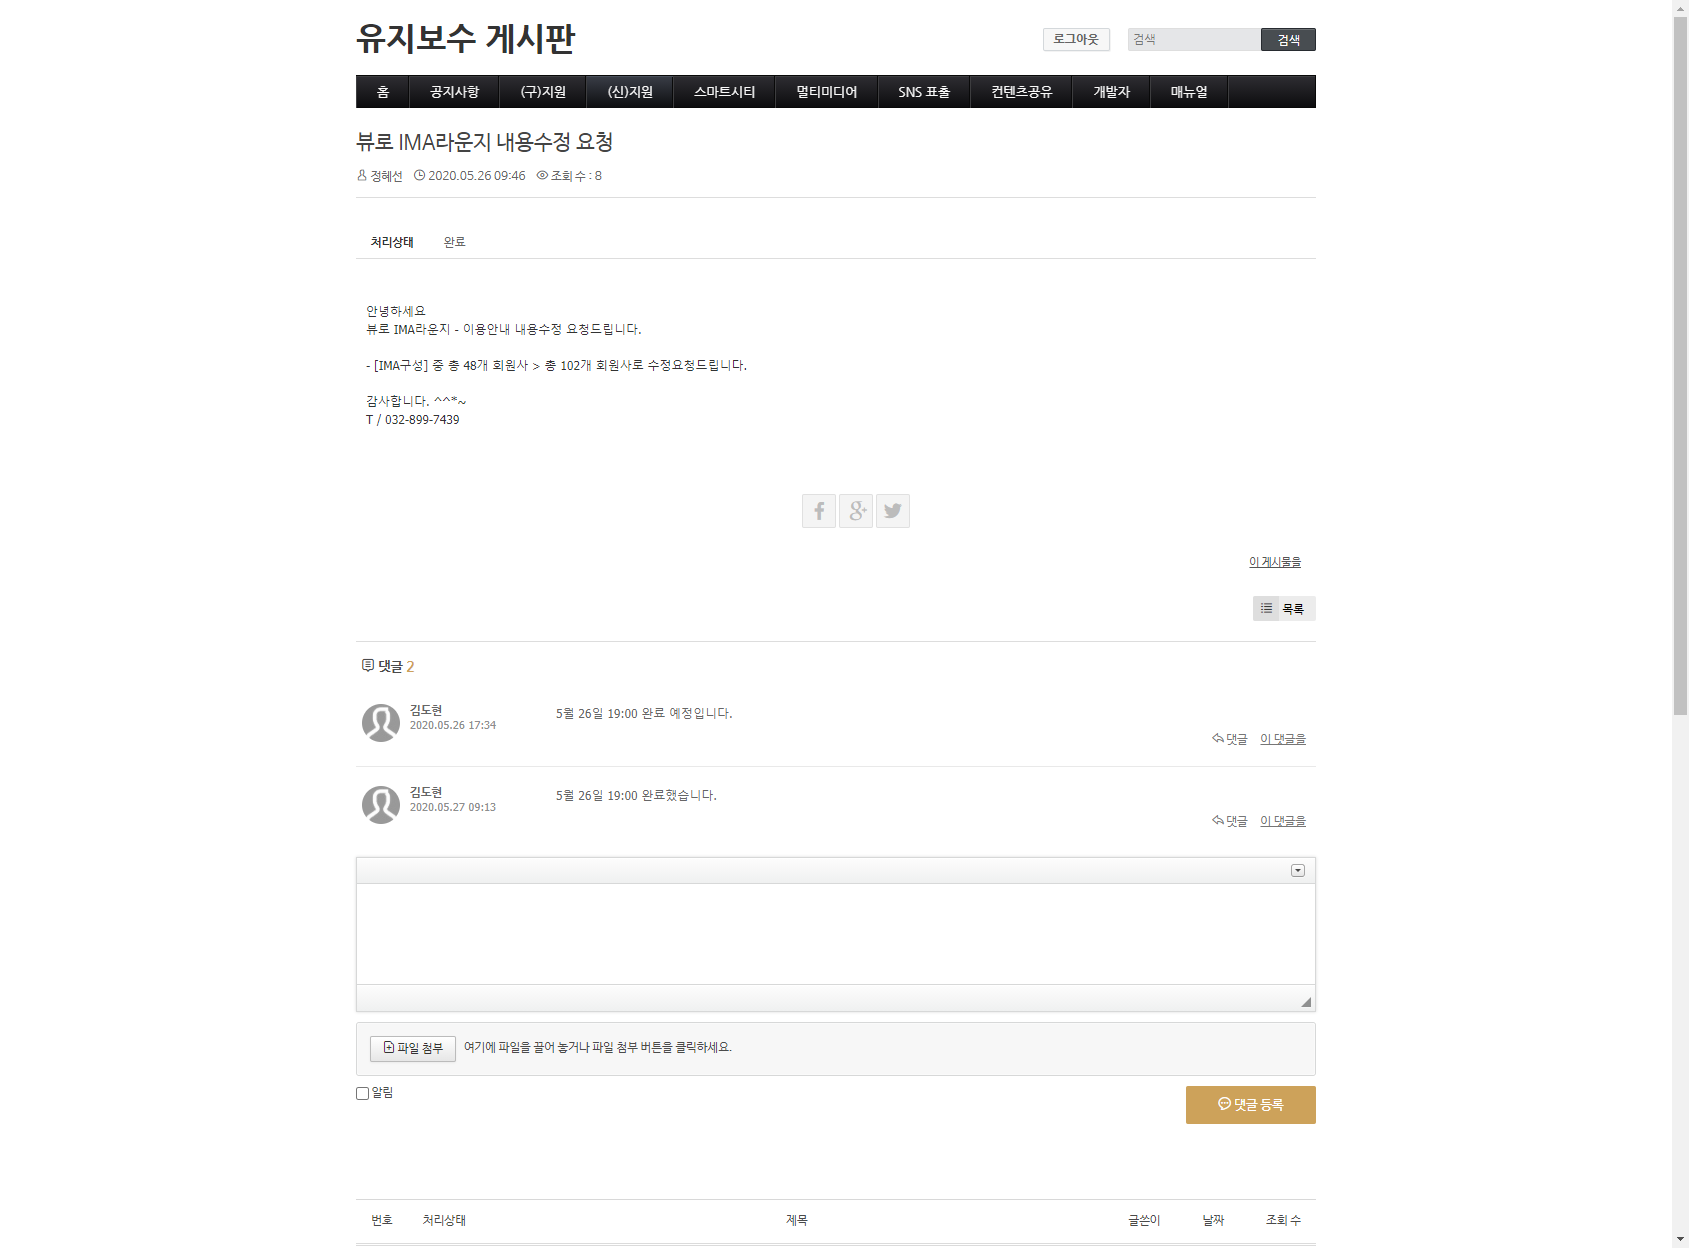 유지보수 게시판
로그아웃 검색 검색
홈 공지사항 (구)지원 (신)지원 스마트시티 멀티미디어 SNS 표출 컨텐츠공유 개발자 매뉴얼
뷰로 IMA라운지 내용수정 요청
정혜선 2020.05.26 09:46 조회 수 : 8
처리상태 완료
안녕하세요
뷰로 IMA라운지 - 이용안내 내용수정 요청드립니다.
- [IMA구성] 중 총 48개 회원사 > 총 102개 회원사로 수정요청드립니다.
감사합니다. ^^*~
T / 032-899-7439
이 게시물을
목록
댓글 2
김도현 5월 26일 19:00 완료 예정입니다.
2020.05.26 17:34
댓글 이 댓글을
김도현 5월 26일 19:00 완료했습니다.
2020.05.27 09:13
댓글 이 댓글을
파일 첨부 여기에 파일을 끌어 놓거나 파일 첨부 버튼을 클릭하세요.
알림
댓글 등록
번호 처리상태 제목 글쓴이 날짜 조회 수